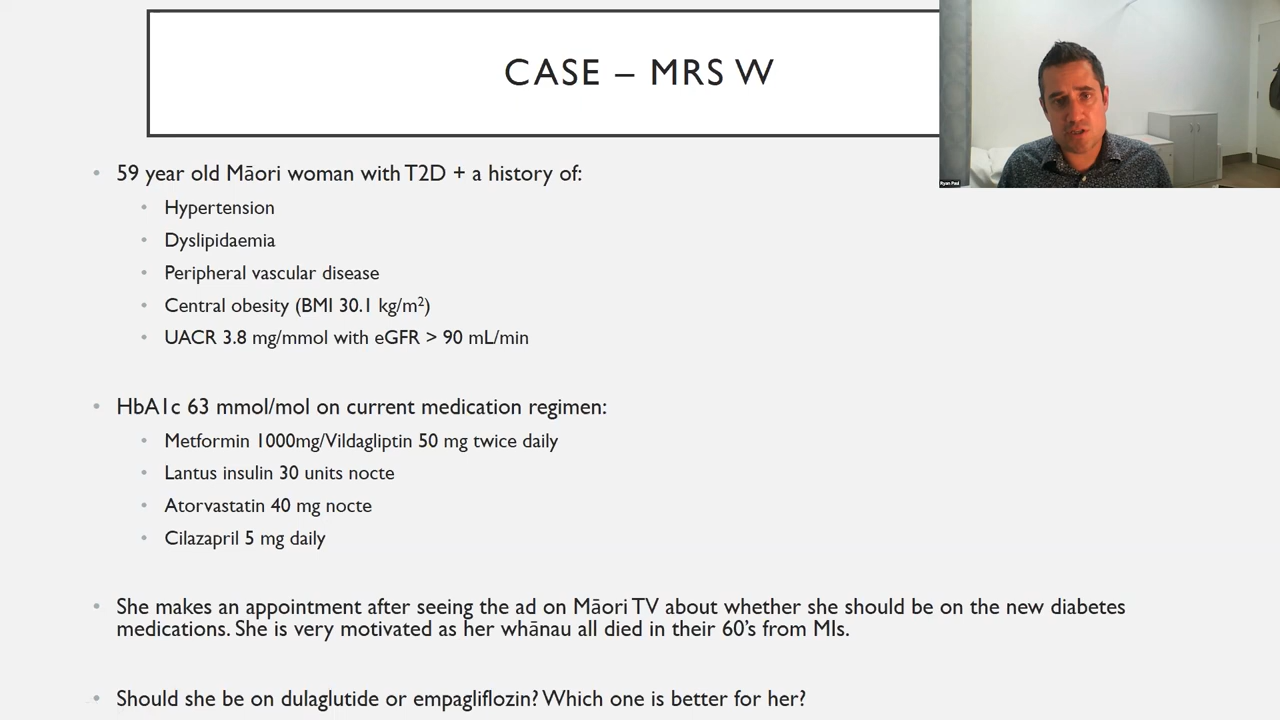 CASE – MRS W
Ryan Paul
• 59 year old Māori woman with T2D + a history of:
• Hypertension
• Dyslipidaemia
• Peripheral vascular disease
• Central obesity (BMI 30.1 kg/m²)
• UACR 3.8 mg/mmol with eGFR > 90 mL/min
• HbA1c 63 mmol/mol on current medication regimen:
• Metformin 1000mg/Vildagliptin 50 mg twice daily
• Lantus insulin 30 units nocte
• Atorvastatin 40 mg nocte
• Cilazapril 5 mg daily
• She makes an appointment after seeing the ad on Māori TV about whether she should be on the new diabetes
medications. She is very motivated as her whānau all died in their 60's from MIs.
• Should she be on dulaglutide or empagliflozin? Which one is better for her?